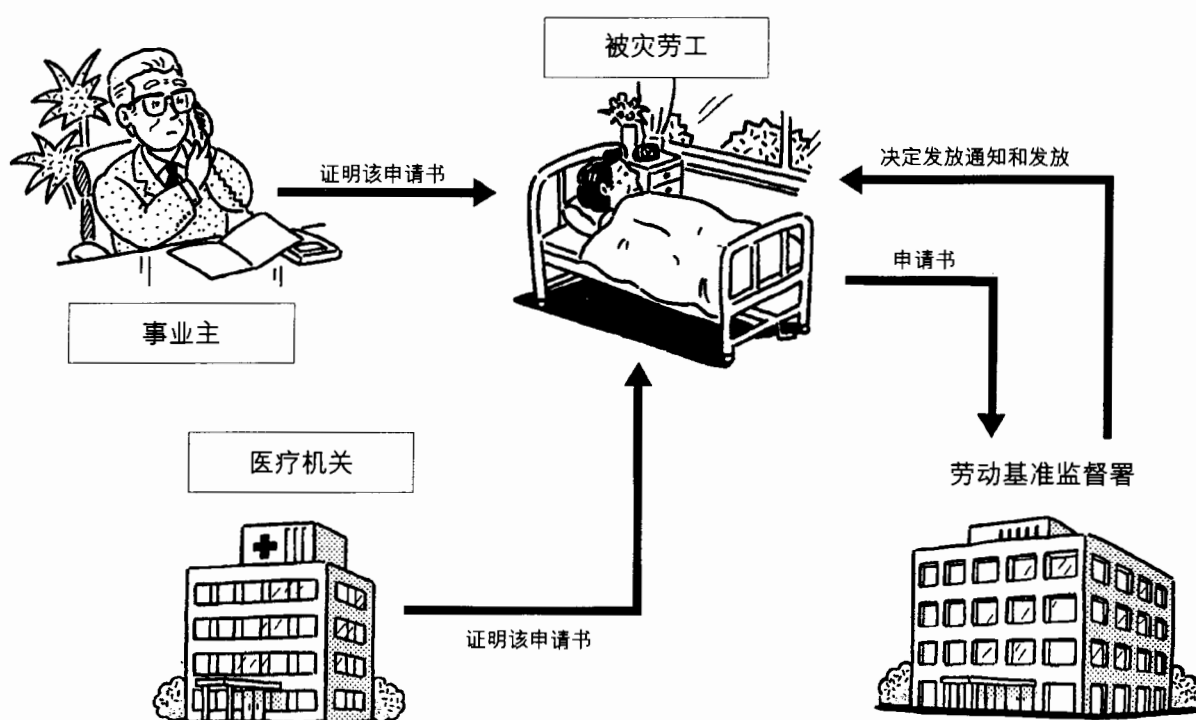 被灾劳工
决定发放通知和发放
证明该申请书
申请书
事业主
医疗机关
劳动基准监督署
证明该申请书